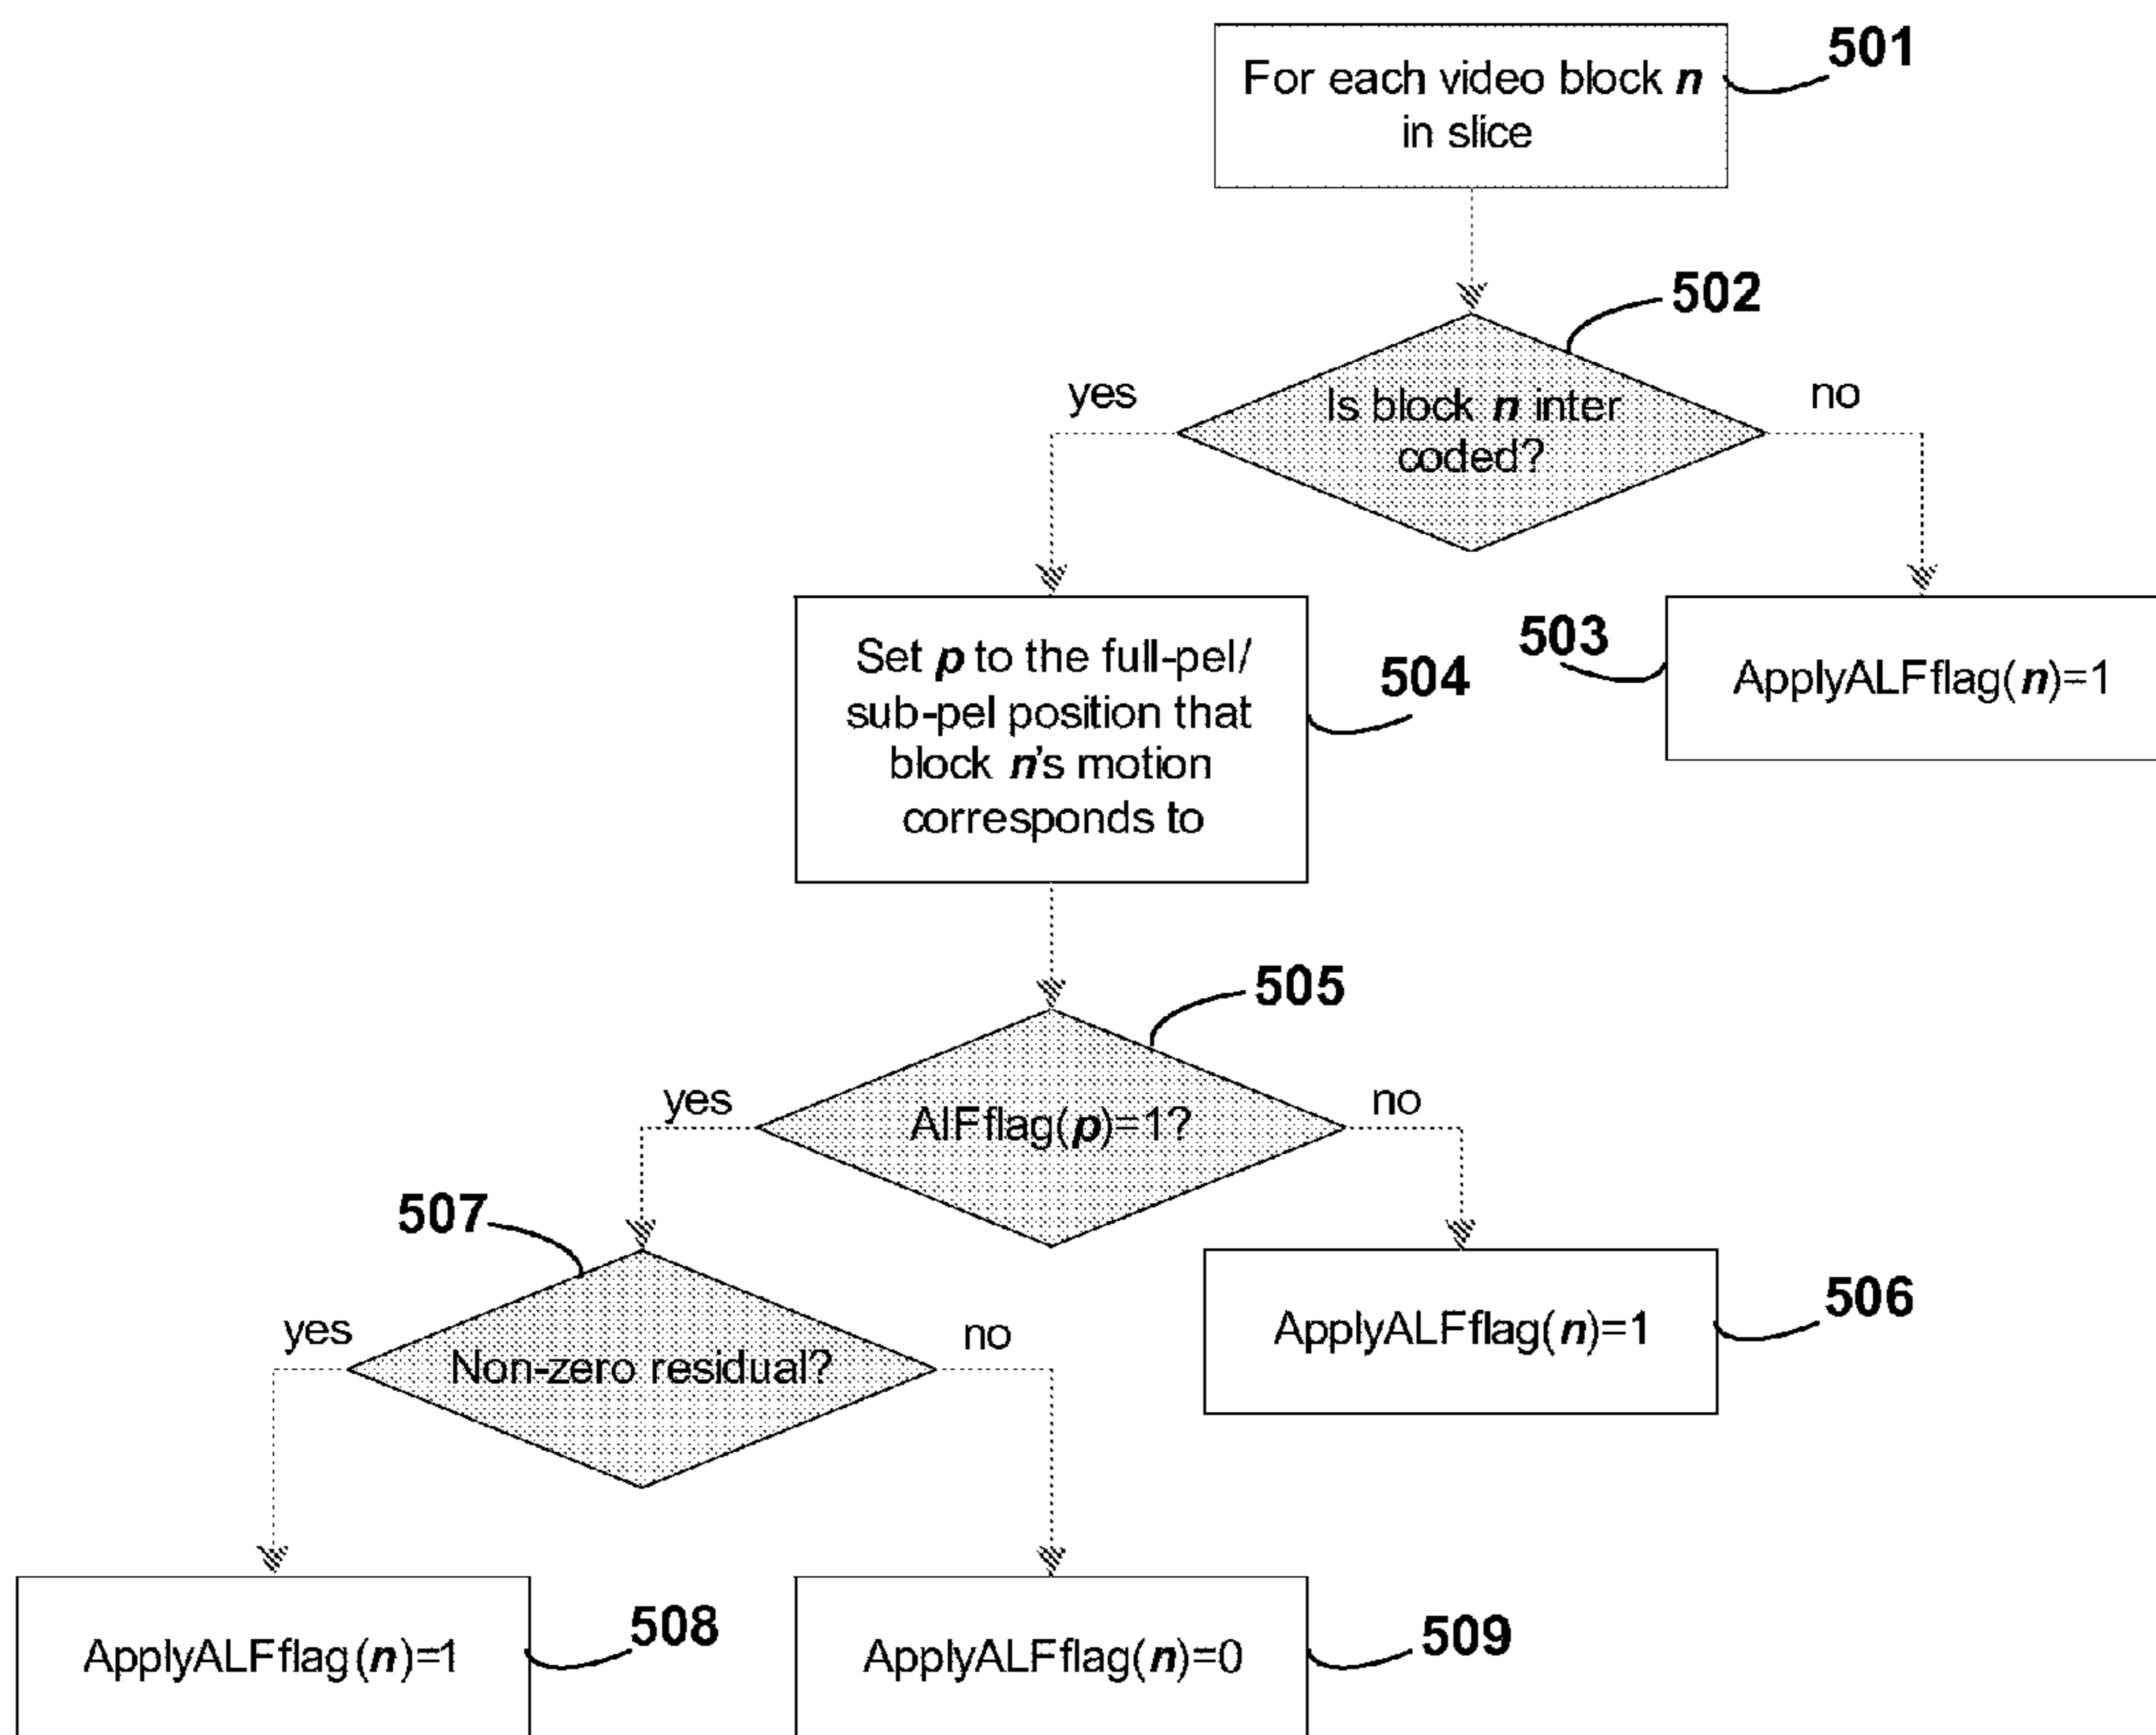 For each video block n
in slice
501
502
Is block n inter
coded?
yes
no
503
ApplyALFflag(n)=1
Set p to the full-pel/
sub-pel position that
block n's motion
corresponds to
504
505
AIFflag(p)=1?
yes
no
506
ApplyALFflag(n)=1
507
Non-zero residual?
yes
no
ApplyALFflag(n)=1
508
ApplyALFflag(n)=0
509